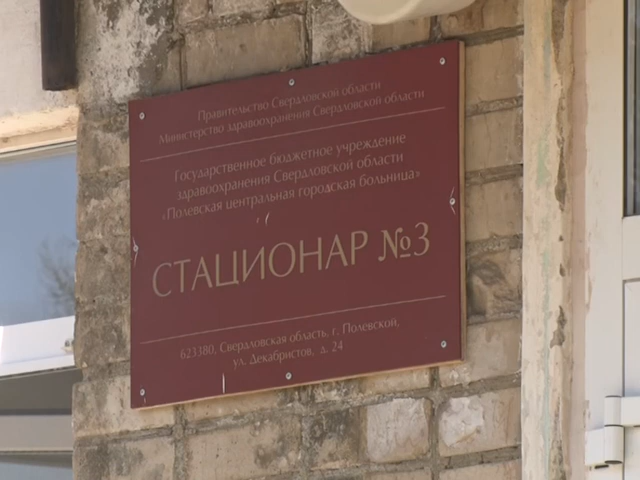 Правительство Свердловской области
Министерство здравоохранения Свердловской области
Государственное бюджетное учреждение
здравоохранения Свердловской области
«Полевская центральная городская больница»
СТАЦИОНАР №3
623380, Свердловская область, г. Полевской,
ул. Декабристов, д. 24